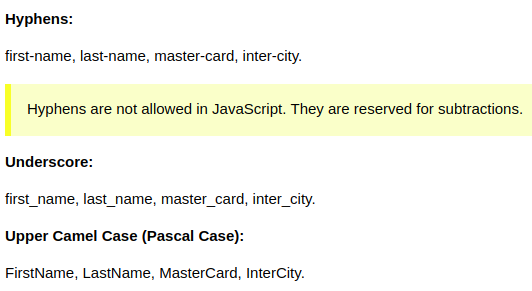 Hyphens:
first-name, last-name, master-card, inter-city.
Hyphens are not allowed in JavaScript. They are reserved for subtractions.
Underscore:
first_name, last_name, master_card, inter_city.
Upper Camel Case (Pascal Case):
FirstName, LastName, MasterCard, InterCity.